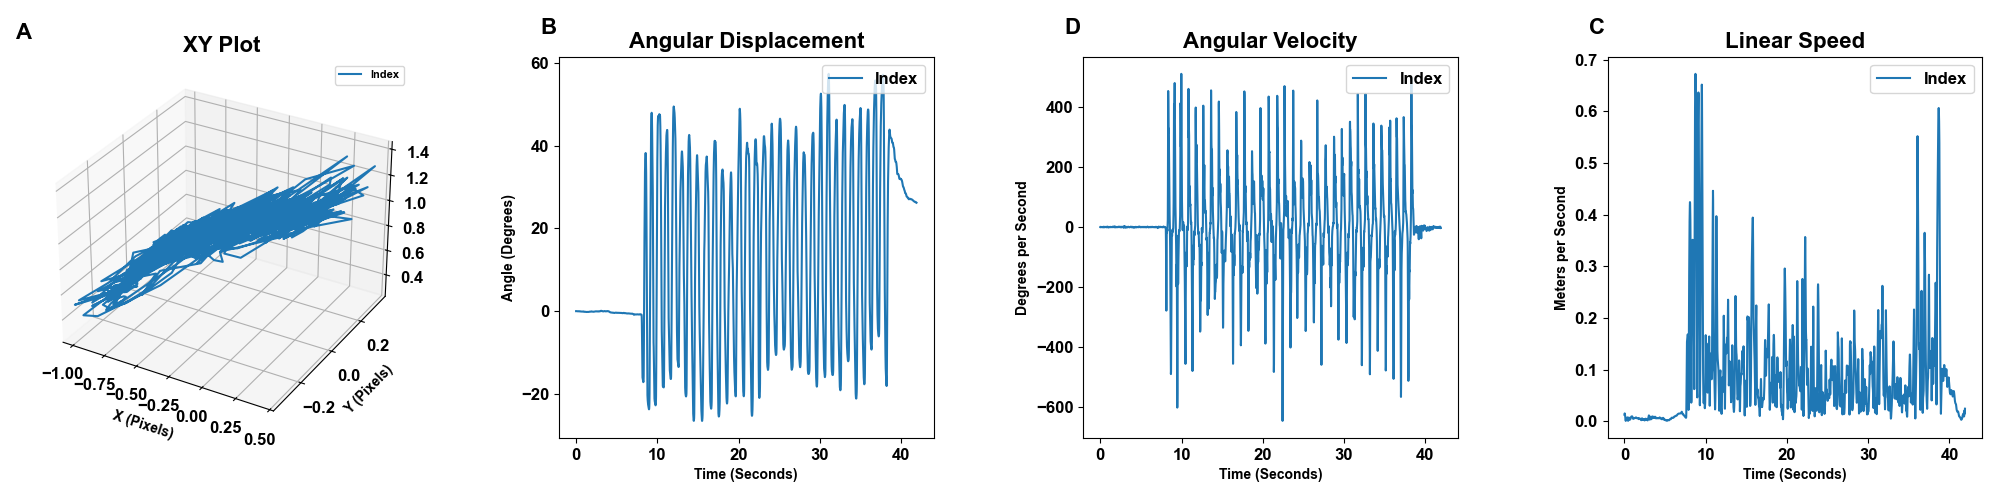 A
XY Plot
Index
1.4
1.2
1.0
0.8
0.6
0.4
−1.00
−0.75
−0.50
−0.25
0.00
0.25
0.50
X (Pixels)
−0.2
0.0
0.2
Y (Pixels)
B
Angular Displacement
Index
60
40
20
0
−20
Angle (Degrees)
0 10 20 30 40
Time (Seconds)
D
Angular Velocity
Index
400
200
0
−200
−400
−600
Degrees per Second
0 10 20 30 40
Time (Seconds)
C
Linear Speed
Index
0.7
0.6
0.5
0.4
0.3
0.2
0.1
0.0
Meters per Second
0 10 20 30 40
Time (Seconds)